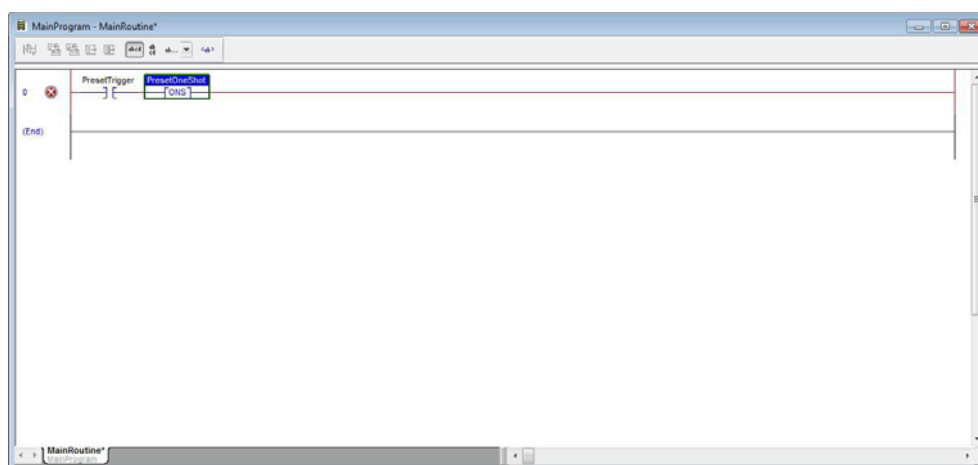 MainProgram - MainRoutine*
PresetTrigger PresetOneShot
0
ONS
(End)
MainRoutine*
MainProgram